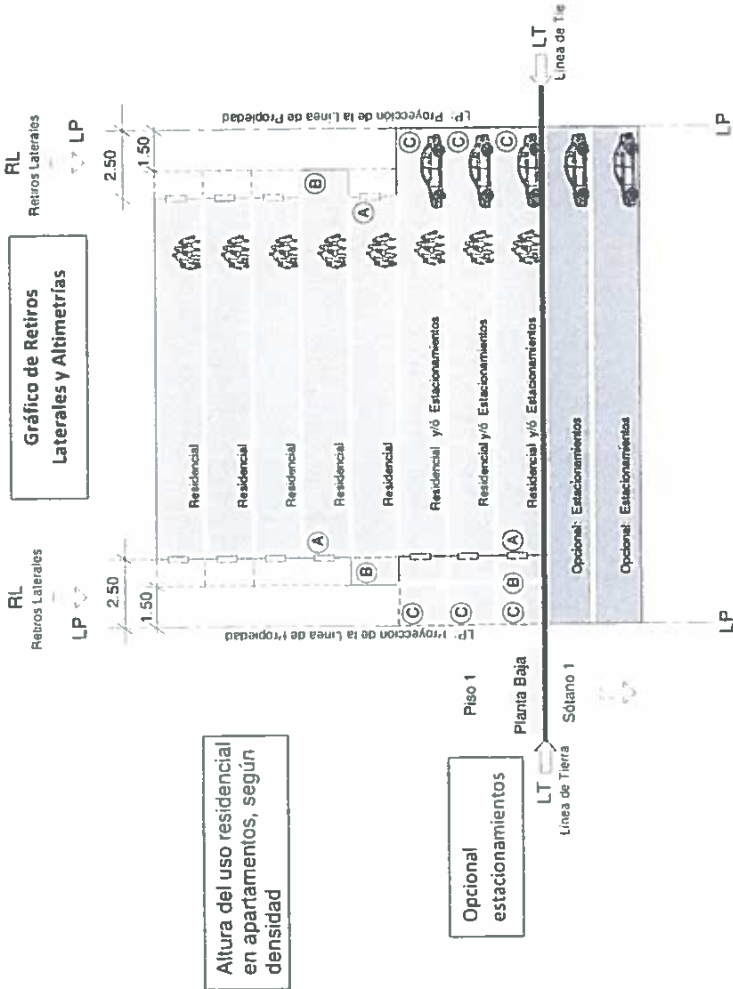 Gráfico de Retiros
Laterales y Altimetrías
RL
Retiros Laterales
LP
2.50
1.50
RL
Retiros Laterales
LP
2.50
1.50
LP: Proyección de la Línea de Propiedad
LP: Proyección de la Línea de Propiedad
Residencial
Residencial
Residencial
Residencial
Residencial
Residencial y/ó Estacionamientos
Residencial y/ó Estacionamientos
Residencial y/ó Estacionamientos
Opcional: Estacionamientos
Opcional: Estacionamientos
A
B
C
C
C
B
A
B
A
C
C
C
Altura del uso residencial
en apartamentos, según
densidad
Opcional
estacionamientos
Piso 1
Planta Baja
Sótano 1
LT
Línea de Tierra
LT
Línea de Tie
LP
LP